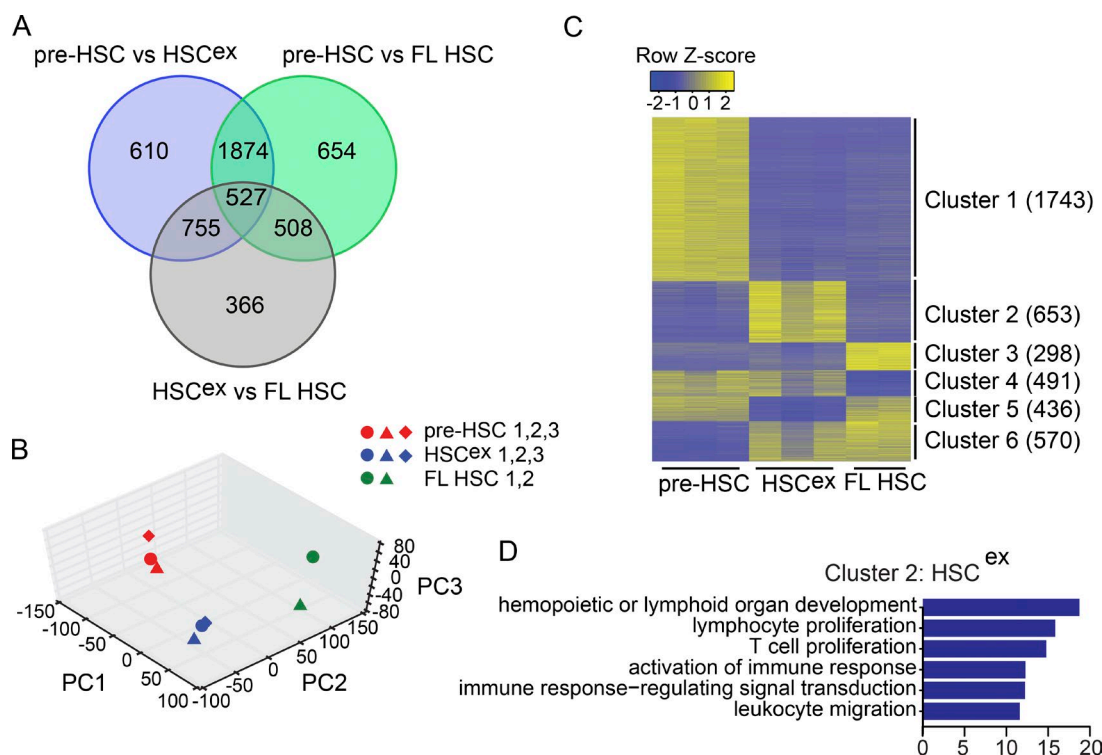 A
pre-HSC vs HSCex
pre-HSC vs FL HSC
610
1874
654
527
755
508
366
HSCex vs FL HSC
B
pre-HSC 1,2,3
HSCex 1,2,3
FL HSC 1,2
80
40
0
-40
-80
PC3
-150
-100
-50
0
50
100
PC1
-100
-50
0
50
100
150
PC2
C
Row Z-score
-2 -1 0 1 2
Cluster 1 (1743)
Cluster 2 (653)
Cluster 3 (298)
Cluster 4 (491)
Cluster 5 (436)
Cluster 6 (570)
pre-HSC HSCex FL HSC
D
Cluster 2: HSC ex
hemopoietic or lymphoid organ development
lymphocyte proliferation
T cell proliferation
activation of immune response
immune response-regulating signal transduction
leukocyte migration
0 5 10 15 20